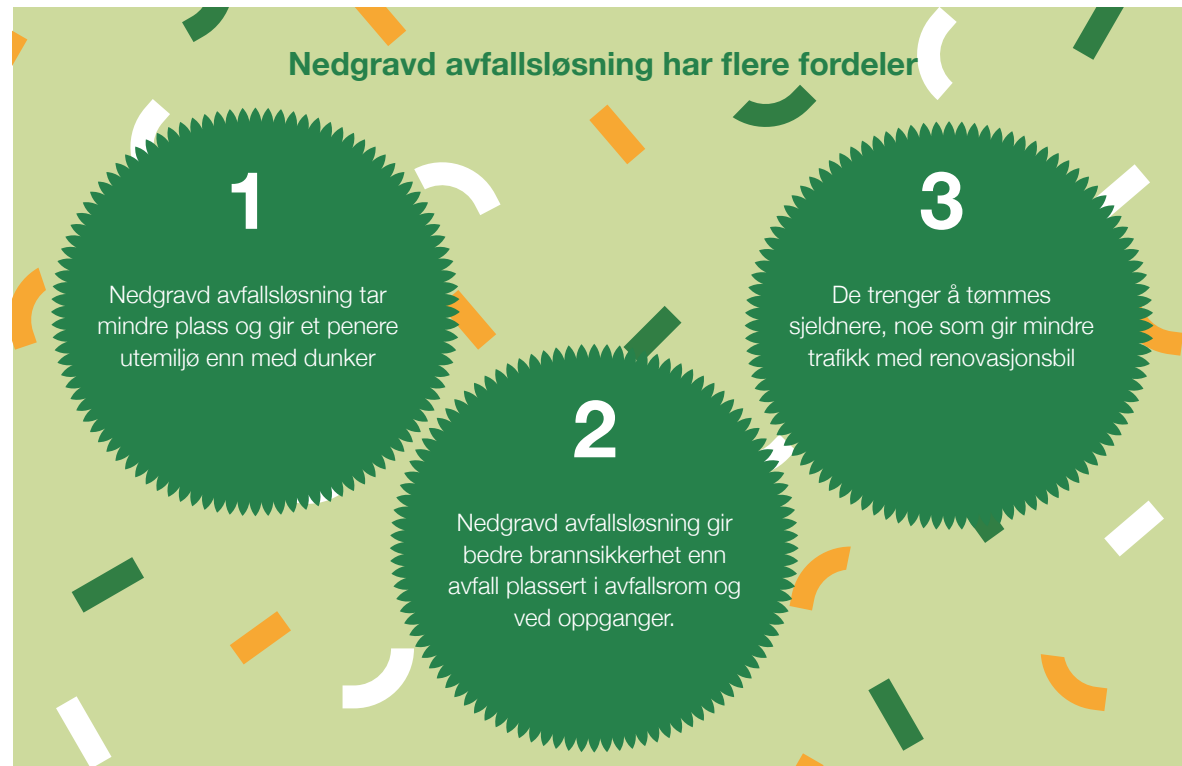 Nedgravd avfallsløsning har flere fordeler
1
Nedgravd avfallsløsning tar
mindre plass og gir et penere
utemiljø enn med dunker
2
Nedgravd avfallsløsning gir
bedre brannsikkerhet enn
avfall plassert i avfallsrom og
ved oppganger.
3
De trenger å tømmes
sjeldnere, noe som gir mindre
trafikk med renovasjonsbil